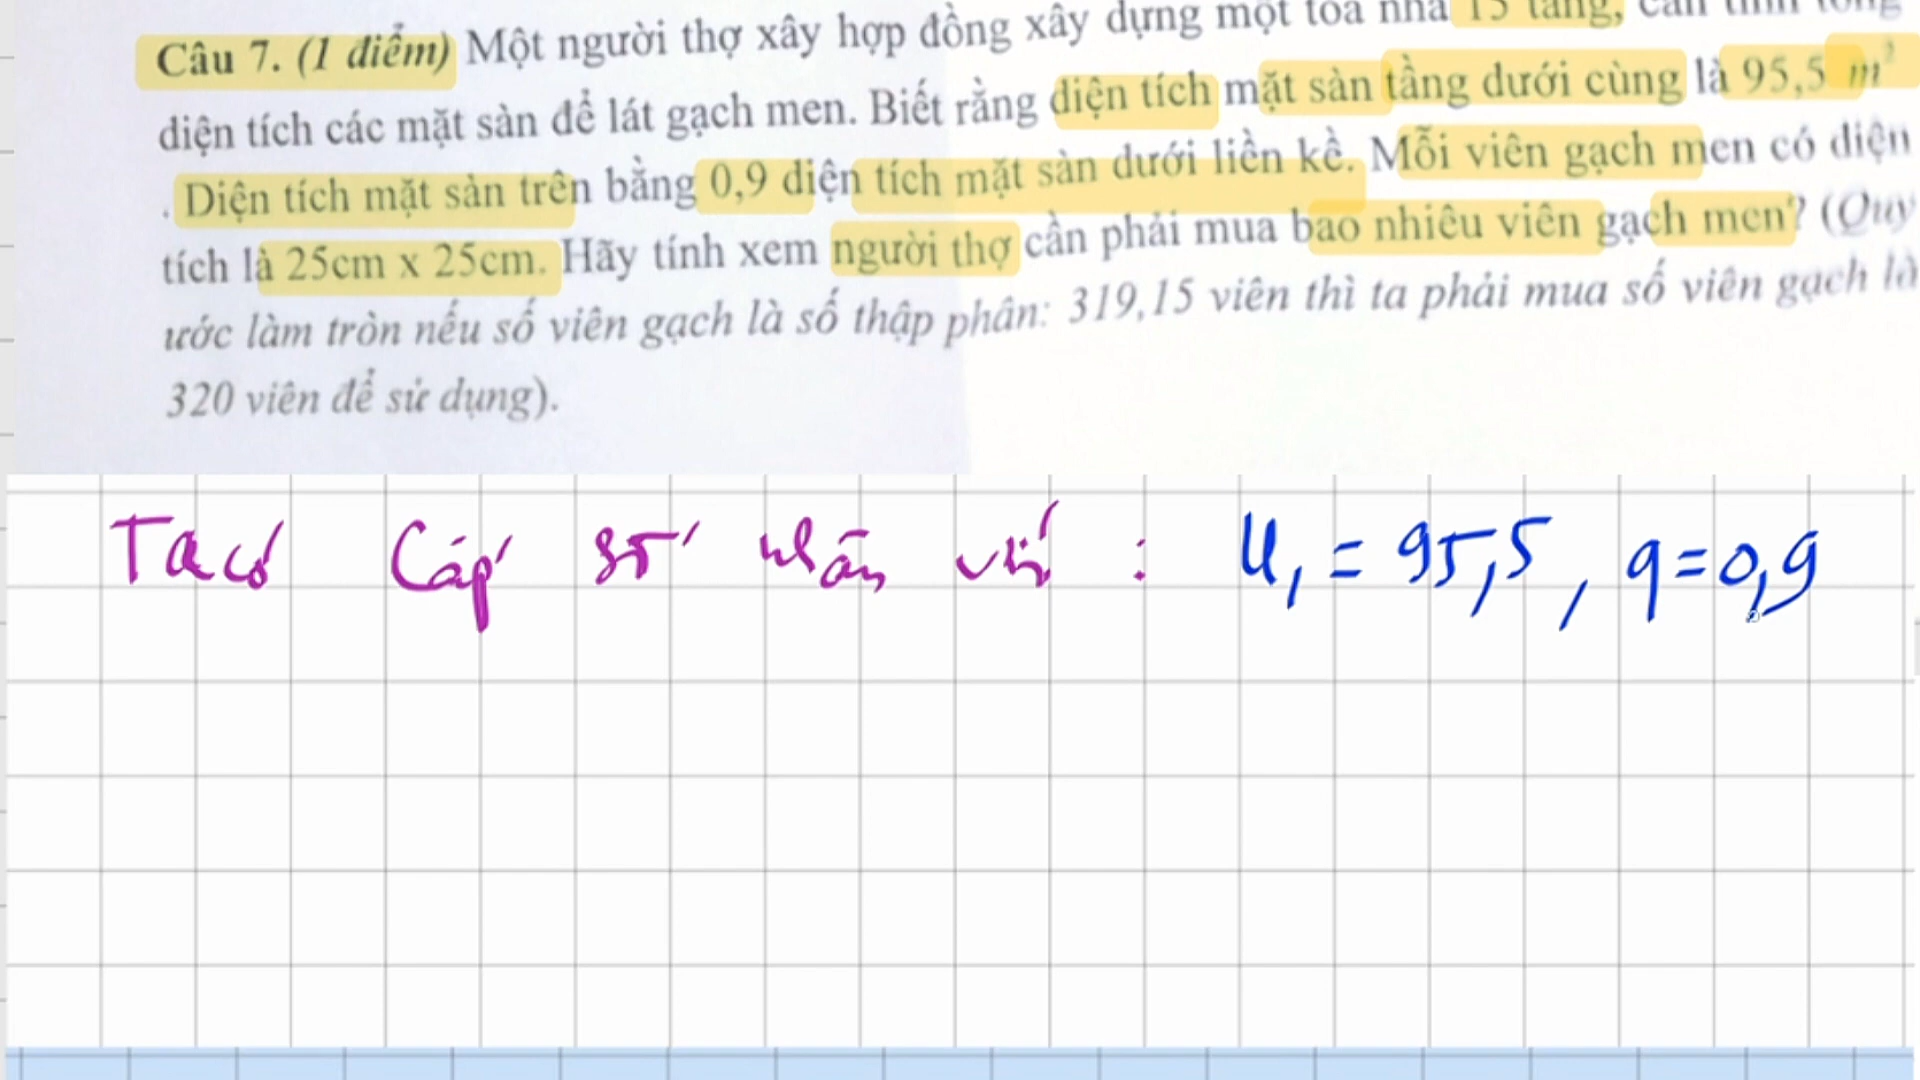 Câu 7. (1 điểm) Một người thợ xây hợp đồng xây dựng một toà nhà 15 tầng, cần tính tổng
diện tích các mặt sàn để lát gạch men. Biết rằng diện tích mặt sàn tầng dưới cùng là 95,5 m²
. Diện tích mặt sàn trên bằng 0,9 diện tích mặt sàn dưới liền kề. Mỗi viên gạch men có diện
tích là 25cm x 25cm. Hãy tính xem người thợ cần phải mua bao nhiêu viên gạch men? (Quy
ước làm tròn nếu số viên gạch là số thập phân: 319,15 viên thì ta phải mua số viên gạch là
320 viên để sử dụng).
Ta có Cấp số nhân với : U₁ = 95,5 , q = 0,9